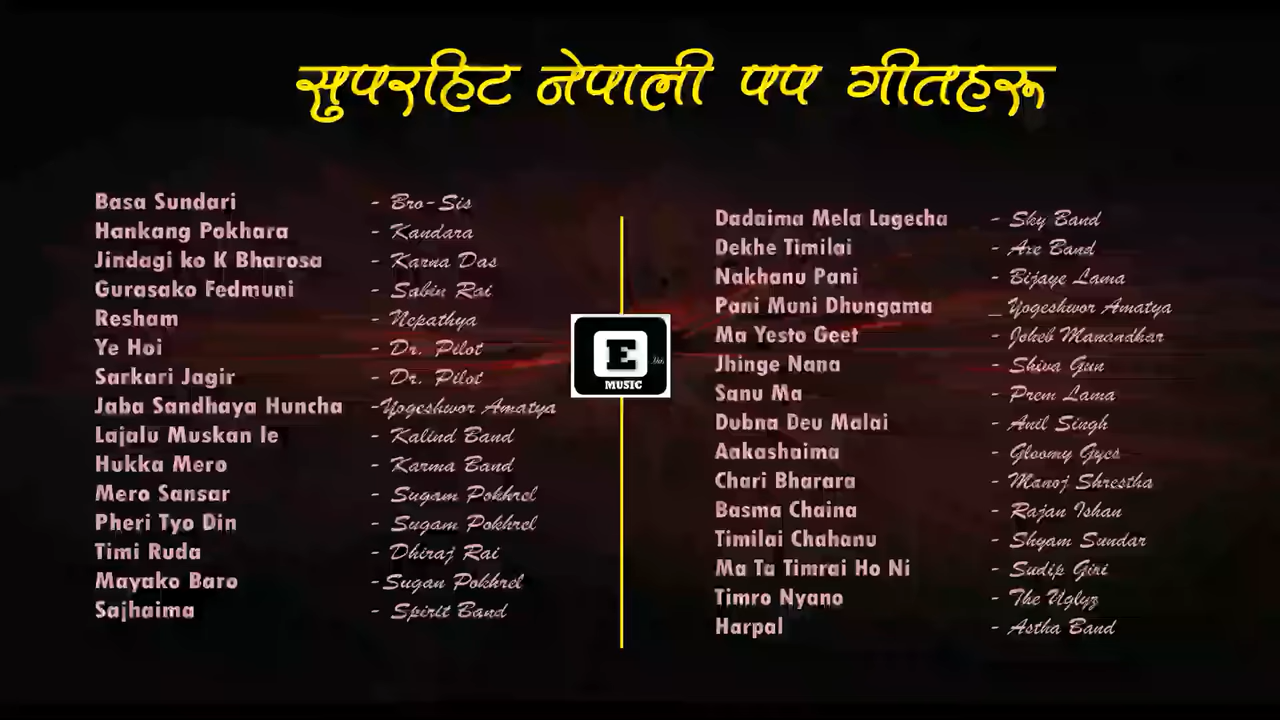 सुपरहिट नेपाली पप गीतहरू
Basa Sundari - Bro-Sis
Hankang Pokhara - Kandara
Jindagi ko K Bharosa - Karna Das
Gurasako Fedmuni - Sabin Rai
Resham - Nepathya
Ye Hoi - Dr. Pilot
Sarkari Jagir - Dr. Pilot
Jaba Sandhaya Huncha -Yogeshwor Amatya
Lajalu Muskan le - Kalind Band
Hukka Mero - Karma Band
Mero Sansar - Sugam Pokhrel
Pheri Tyo Din - Sugam Pokhrel
Timi Ruda - Dhiraj Rai
Mayako Baro -Sugan Pokhrel
Sajhaima - Spirit Band
E
MUSIC
Dadaima Mela Lagecha - Sky Band
Dekhe Timilai - Axe Band
Nakhanu Pani - Bijaye Lama
Pani Muni Dhungama _ Yogeshwor Amatya
Ma Yesto Geet - Joheb Manandhar
Jhinge Nana - Shiva Gun
Sanu Ma - Prem Lama
Dubna Deu Malai - Anil Singh
Aakashaima - Gloomy Gyes
Chari Bharara - Manoj Shrestha
Basma Chaina - Rajan Ishan
Timilai Chahanu - Shyam Sundar
Ma Ta Timrai Ho Ni - Sudip Giri
Timro Nyano - The Uglyz
Harpal - Astha Band